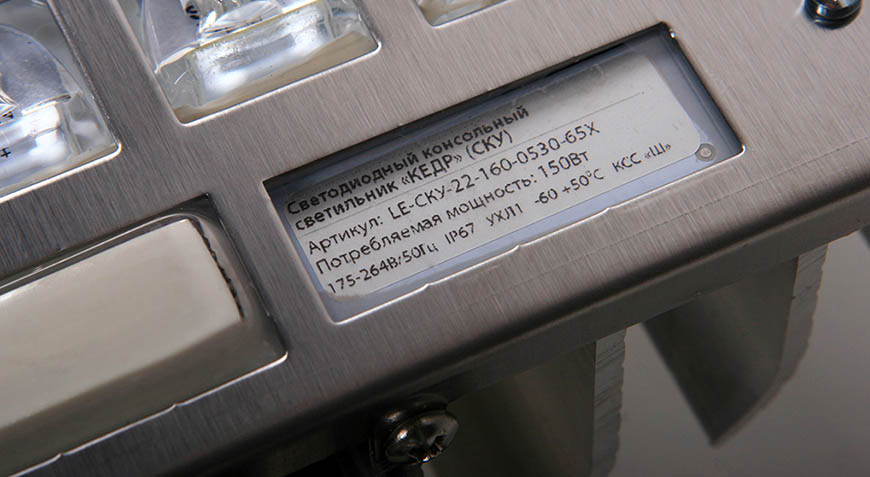 Светодиодный консольный
светильник «КЕДР» (СКУ)
Артикул: LE-СКУ-22-160-0530-65Х
Потребляемая мощность: 150Вт
175-264В/50Гц IP67 УХЛ1 -60 +50°С КСС «Ш»
+